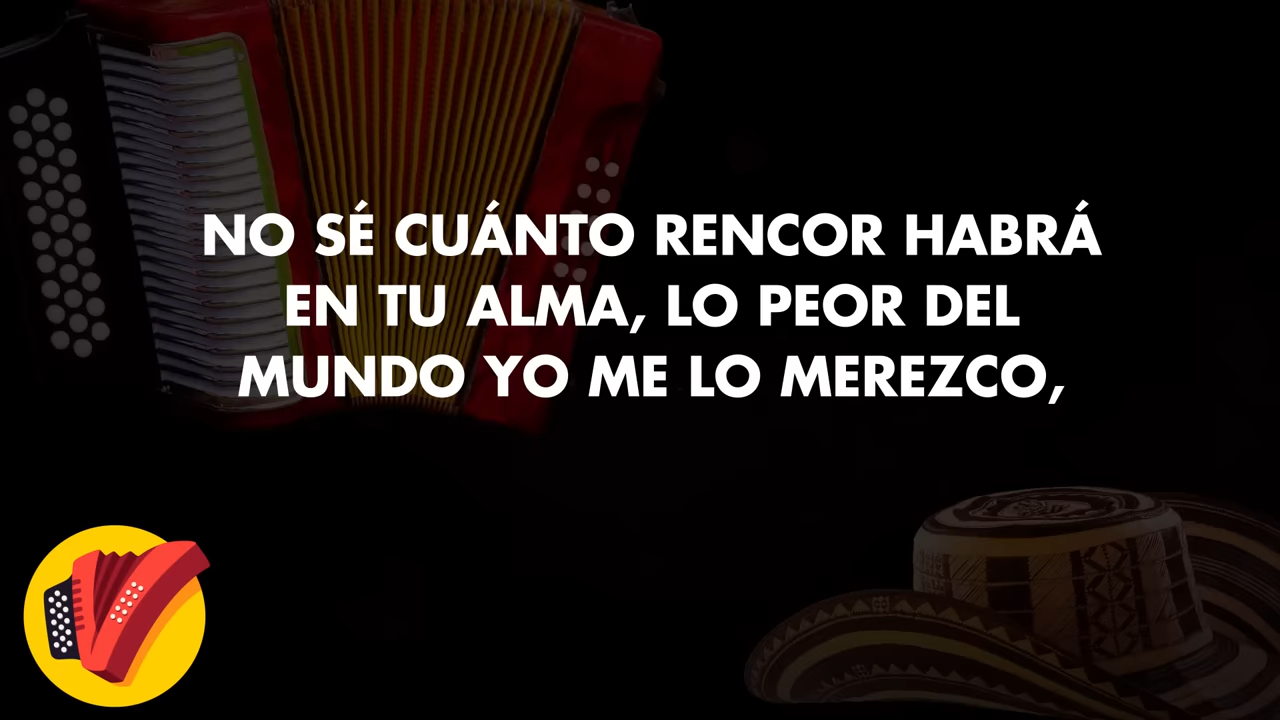 NO SÉ CUÁNTO RENCOR HABRÁ
EN TU ALMA, LO PEOR DEL
MUNDO YO ME LO MEREZCO,